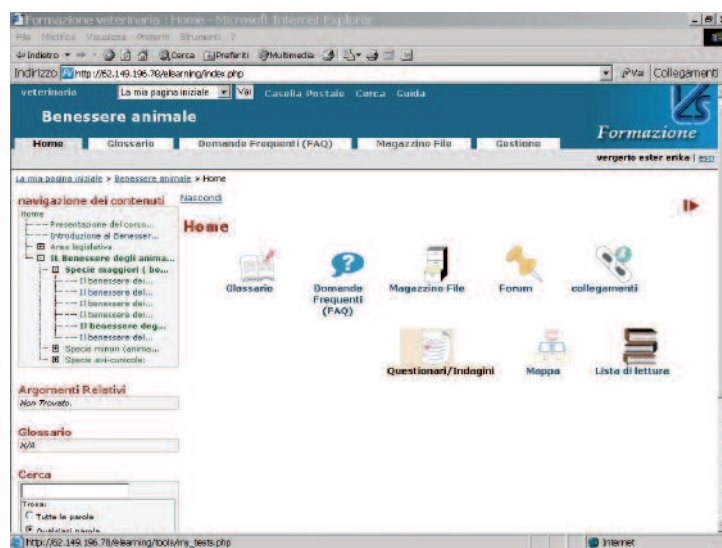 Formazione veterinaria : Home - Microsoft Internet Explorer
File Modifica Visualizza Preferiti Strumenti ?
Indietro Cerca Preferiti Multimedia
Indirizzo http://62.149.196.78/elearning/index.php Vai Collegamenti
veterinaria La mia pagina iniziale Vai Casella Postale Cerca Guida
Benessere animale
Formazione
Home Glossario Domande Frequenti (FAQ) Magazzino File Gestione
vergerio ester erika | esci
La mia pagina iniziale > Benessere animale > Home
navigazione dei contenuti Nascondi
Home
Home
Presentazione del corso...
Introduzione al Benesser...
Area legislativa
IL Benessere degli anima...
Specie maggiori ( bo...
Il benessere dei...
Il benessere dei...
Il benessere dei...
Il benessere del...
Il benessere deg...
Il benessere del...
Specie minori (anima...
Specie avi-cunicole:
Glossario Domande Frequenti (FAQ) Magazzino File Forum collegamenti
Questionari/Indagini Mappa Lista di lettura
Argomenti Relativi
Non Trovato.
Glossario
N/A
Cerca
Trova:
Tutte le parole
Qualsiasi parola
http://62.149.196.78/elearning/tools/my_tests.php Internet